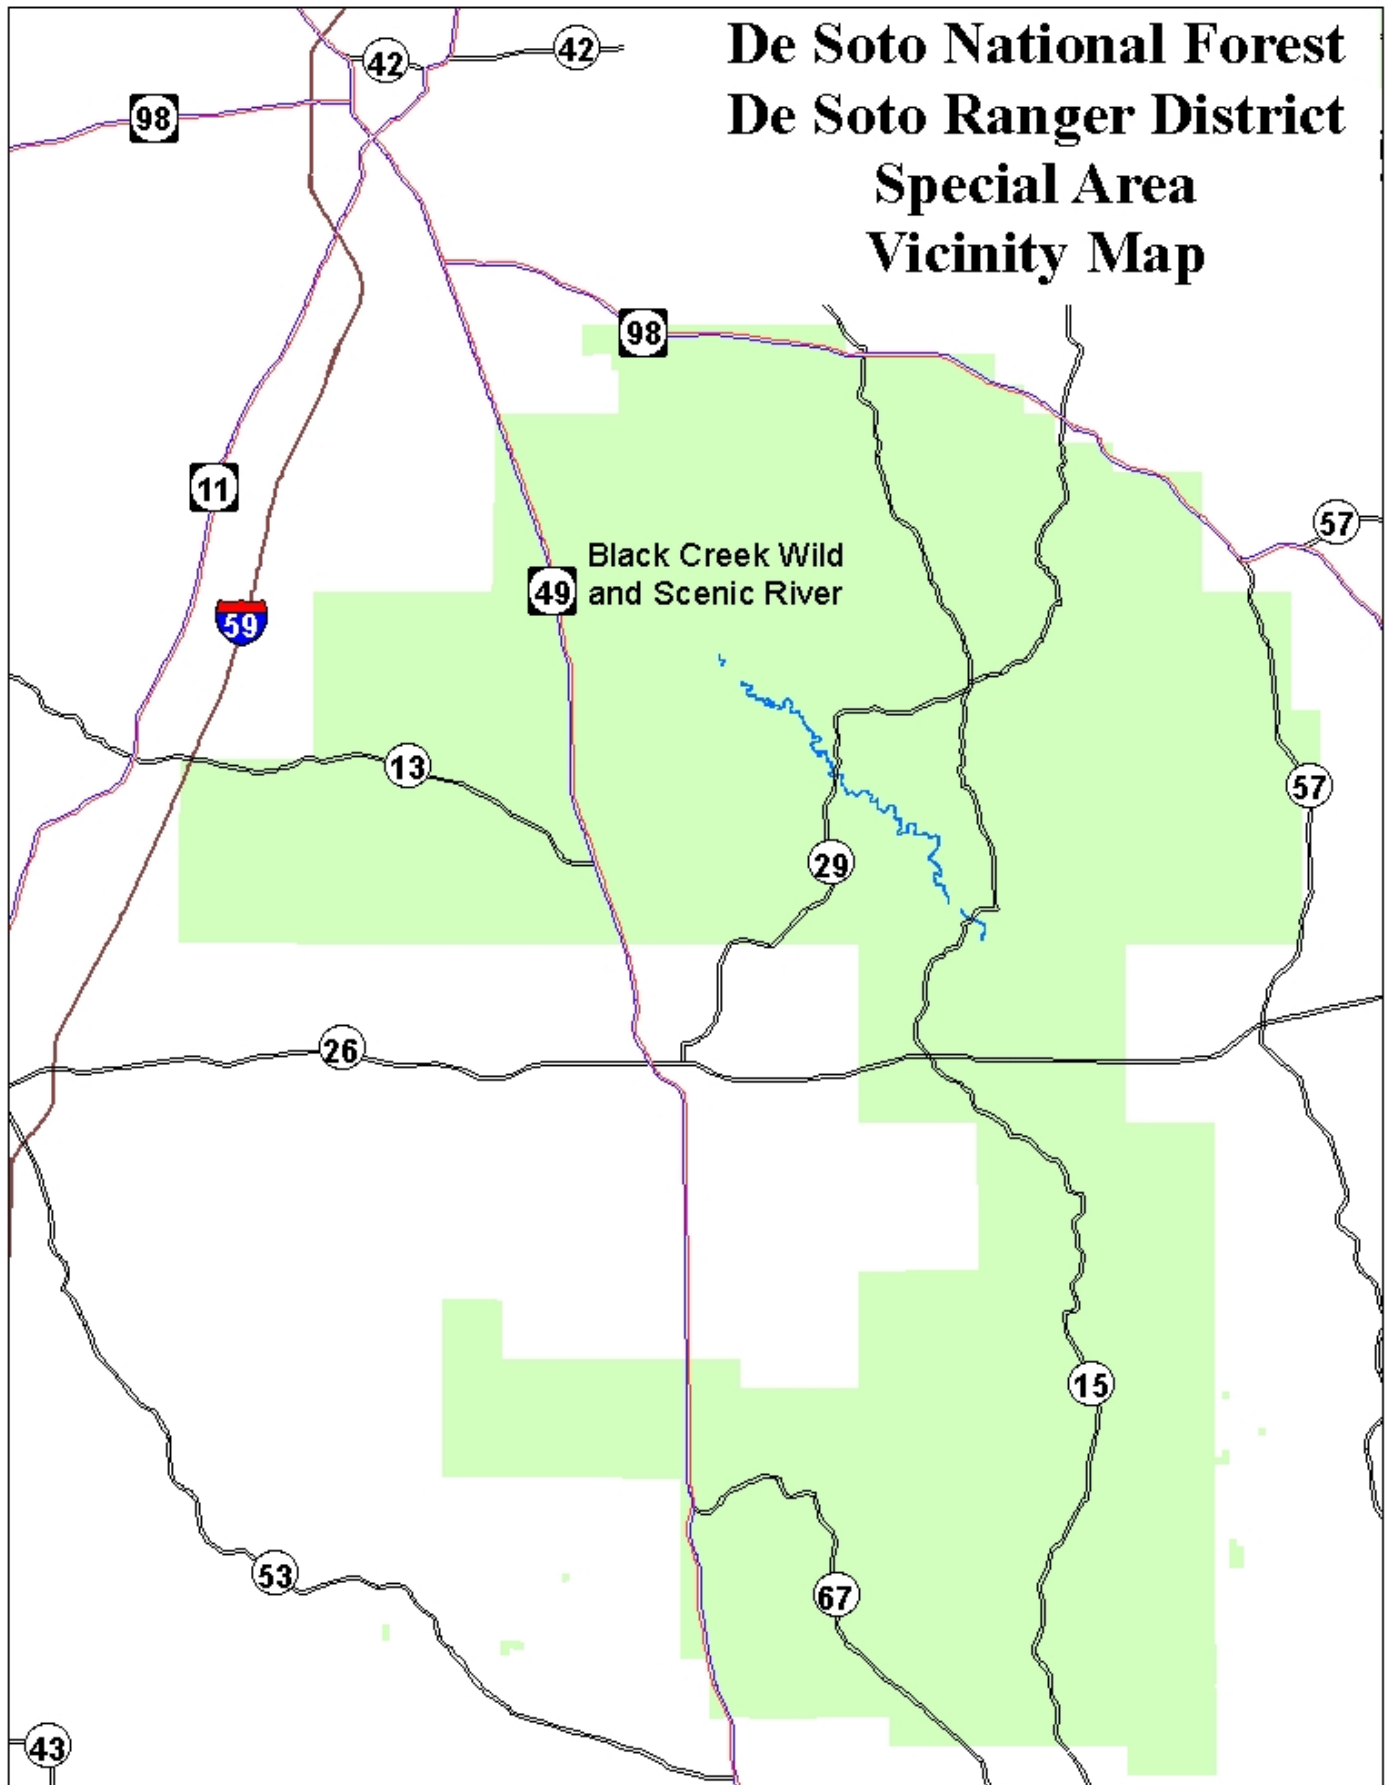 De Soto National Forest
De Soto Ranger District
Special Area
Vicinity Map
42
42
98
98
11
57
Black Creek Wild
and Scenic River
49
59
13
57
29
26
15
53
67
43